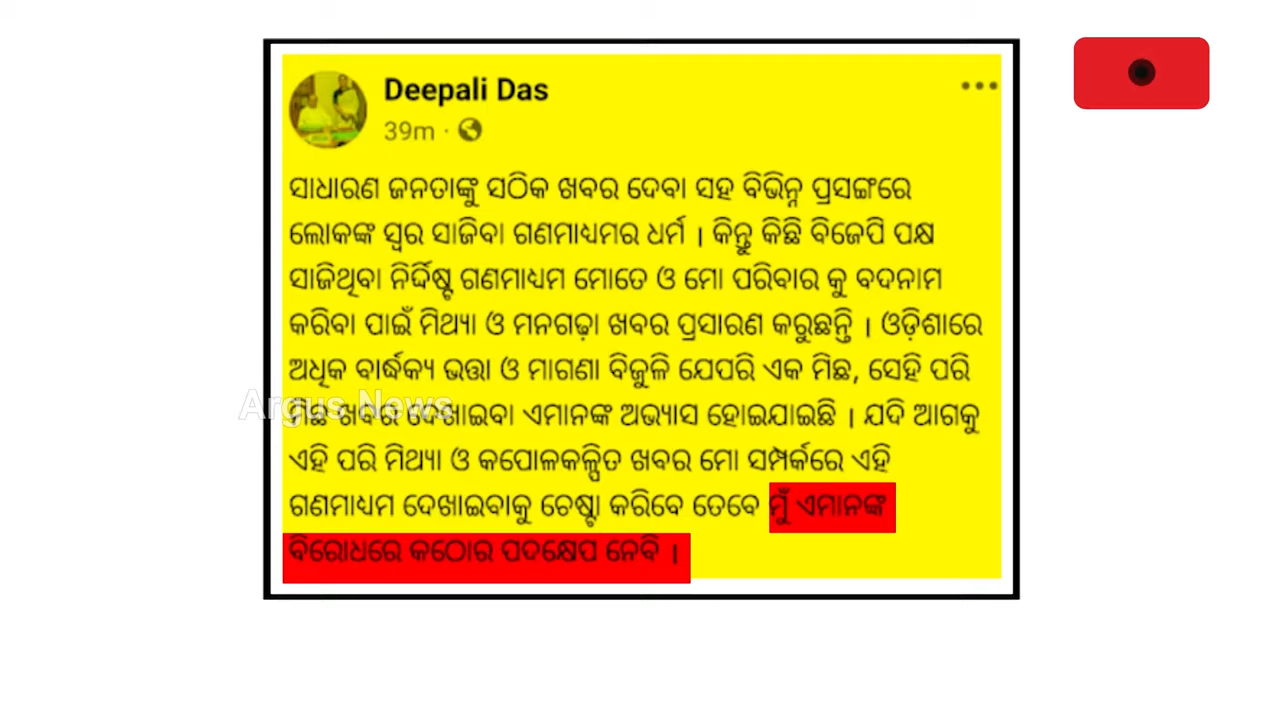 Deepali Das
39m ·
ସାଧାରଣ ଜନତାଙ୍କୁ ସଠିକ ଖବର ଦେବା ସହ ବିଭିନ୍ନ ପ୍ରସଙ୍ଗରେ
ଲୋକଙ୍କ ସ୍ୱର ସାଜିବା ଗଣମାଧ୍ୟମର ଧର୍ମ । କିନ୍ତୁ କିଛି ବିଜେପି ପକ୍ଷ
ସାଜିଥିବା ନିର୍ଦ୍ଦିଷ୍ଟ ଗଣମାଧ୍ୟମ ମୋତେ ଓ ମୋ ପରିବାର କୁ ବଦନାମ
କରିବା ପାଇଁ ମିଥ୍ୟା ଓ ମନଗଢ଼ା ଖବର ପ୍ରସାରଣ କରୁଛନ୍ତି । ଓଡ଼ିଶାରେ
ଅଧିକ ବାର୍ଦ୍ଧକ୍ୟ ଭତ୍ତା ଓ ମାଗଣା ବିଜୁଳି ଯେପରି ଏକ ମିଛ, ସେହି ପରି
ମିଛ ଖବର ଦେଖାଇବା ଏମାନଙ୍କ ଅଭ୍ୟାସ ହୋଇଯାଇଛି । ଯଦି ଆଗକୁ
ଏହି ପରି ମିଥ୍ୟା ଓ କପୋଳକଳ୍ପିତ ଖବର ମୋ ସମ୍ପର୍କରେ ଏହି
ଗଣମାଧ୍ୟମ ଦେଖାଇବାକୁ ଚେଷ୍ଟା କରିବେ ତେବେ ମୁଁ ଏମାନଙ୍କ
ବିରୋଧରେ କଠୋର ପଦକ୍ଷେପ ନେବି ।
Argus News